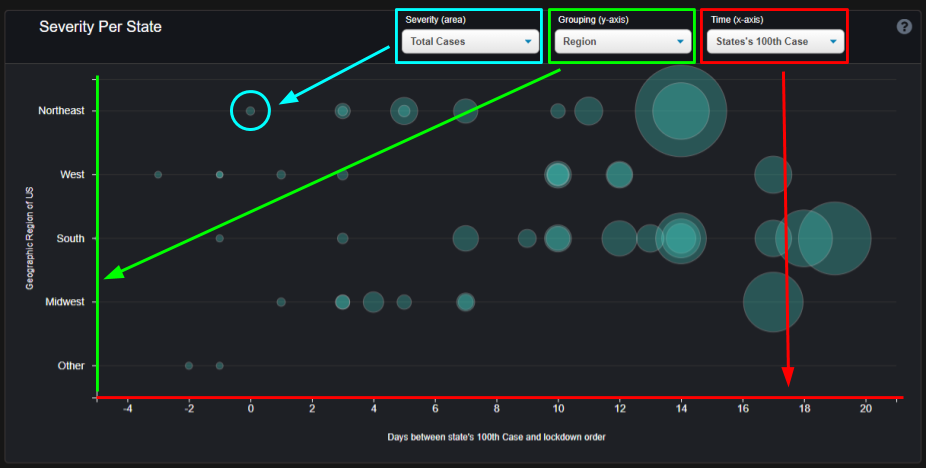 Severity Per State
Severity (area)
Grouping (y-axis)
Time (x-axis)
Total Cases
Region
States's 100th Case
?
Geographic Region of US
Northeast
West
South
Midwest
Other
-4 -2 0 2 4 6 8 10 12 14 16 18 20
Days between state's 100th Case and lockdown order